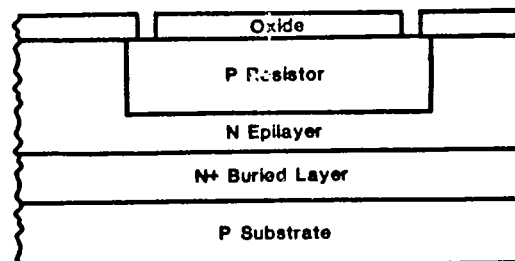 Oxide
P Resistor
N Epilayer
N+ Buried Layer
P Substrate